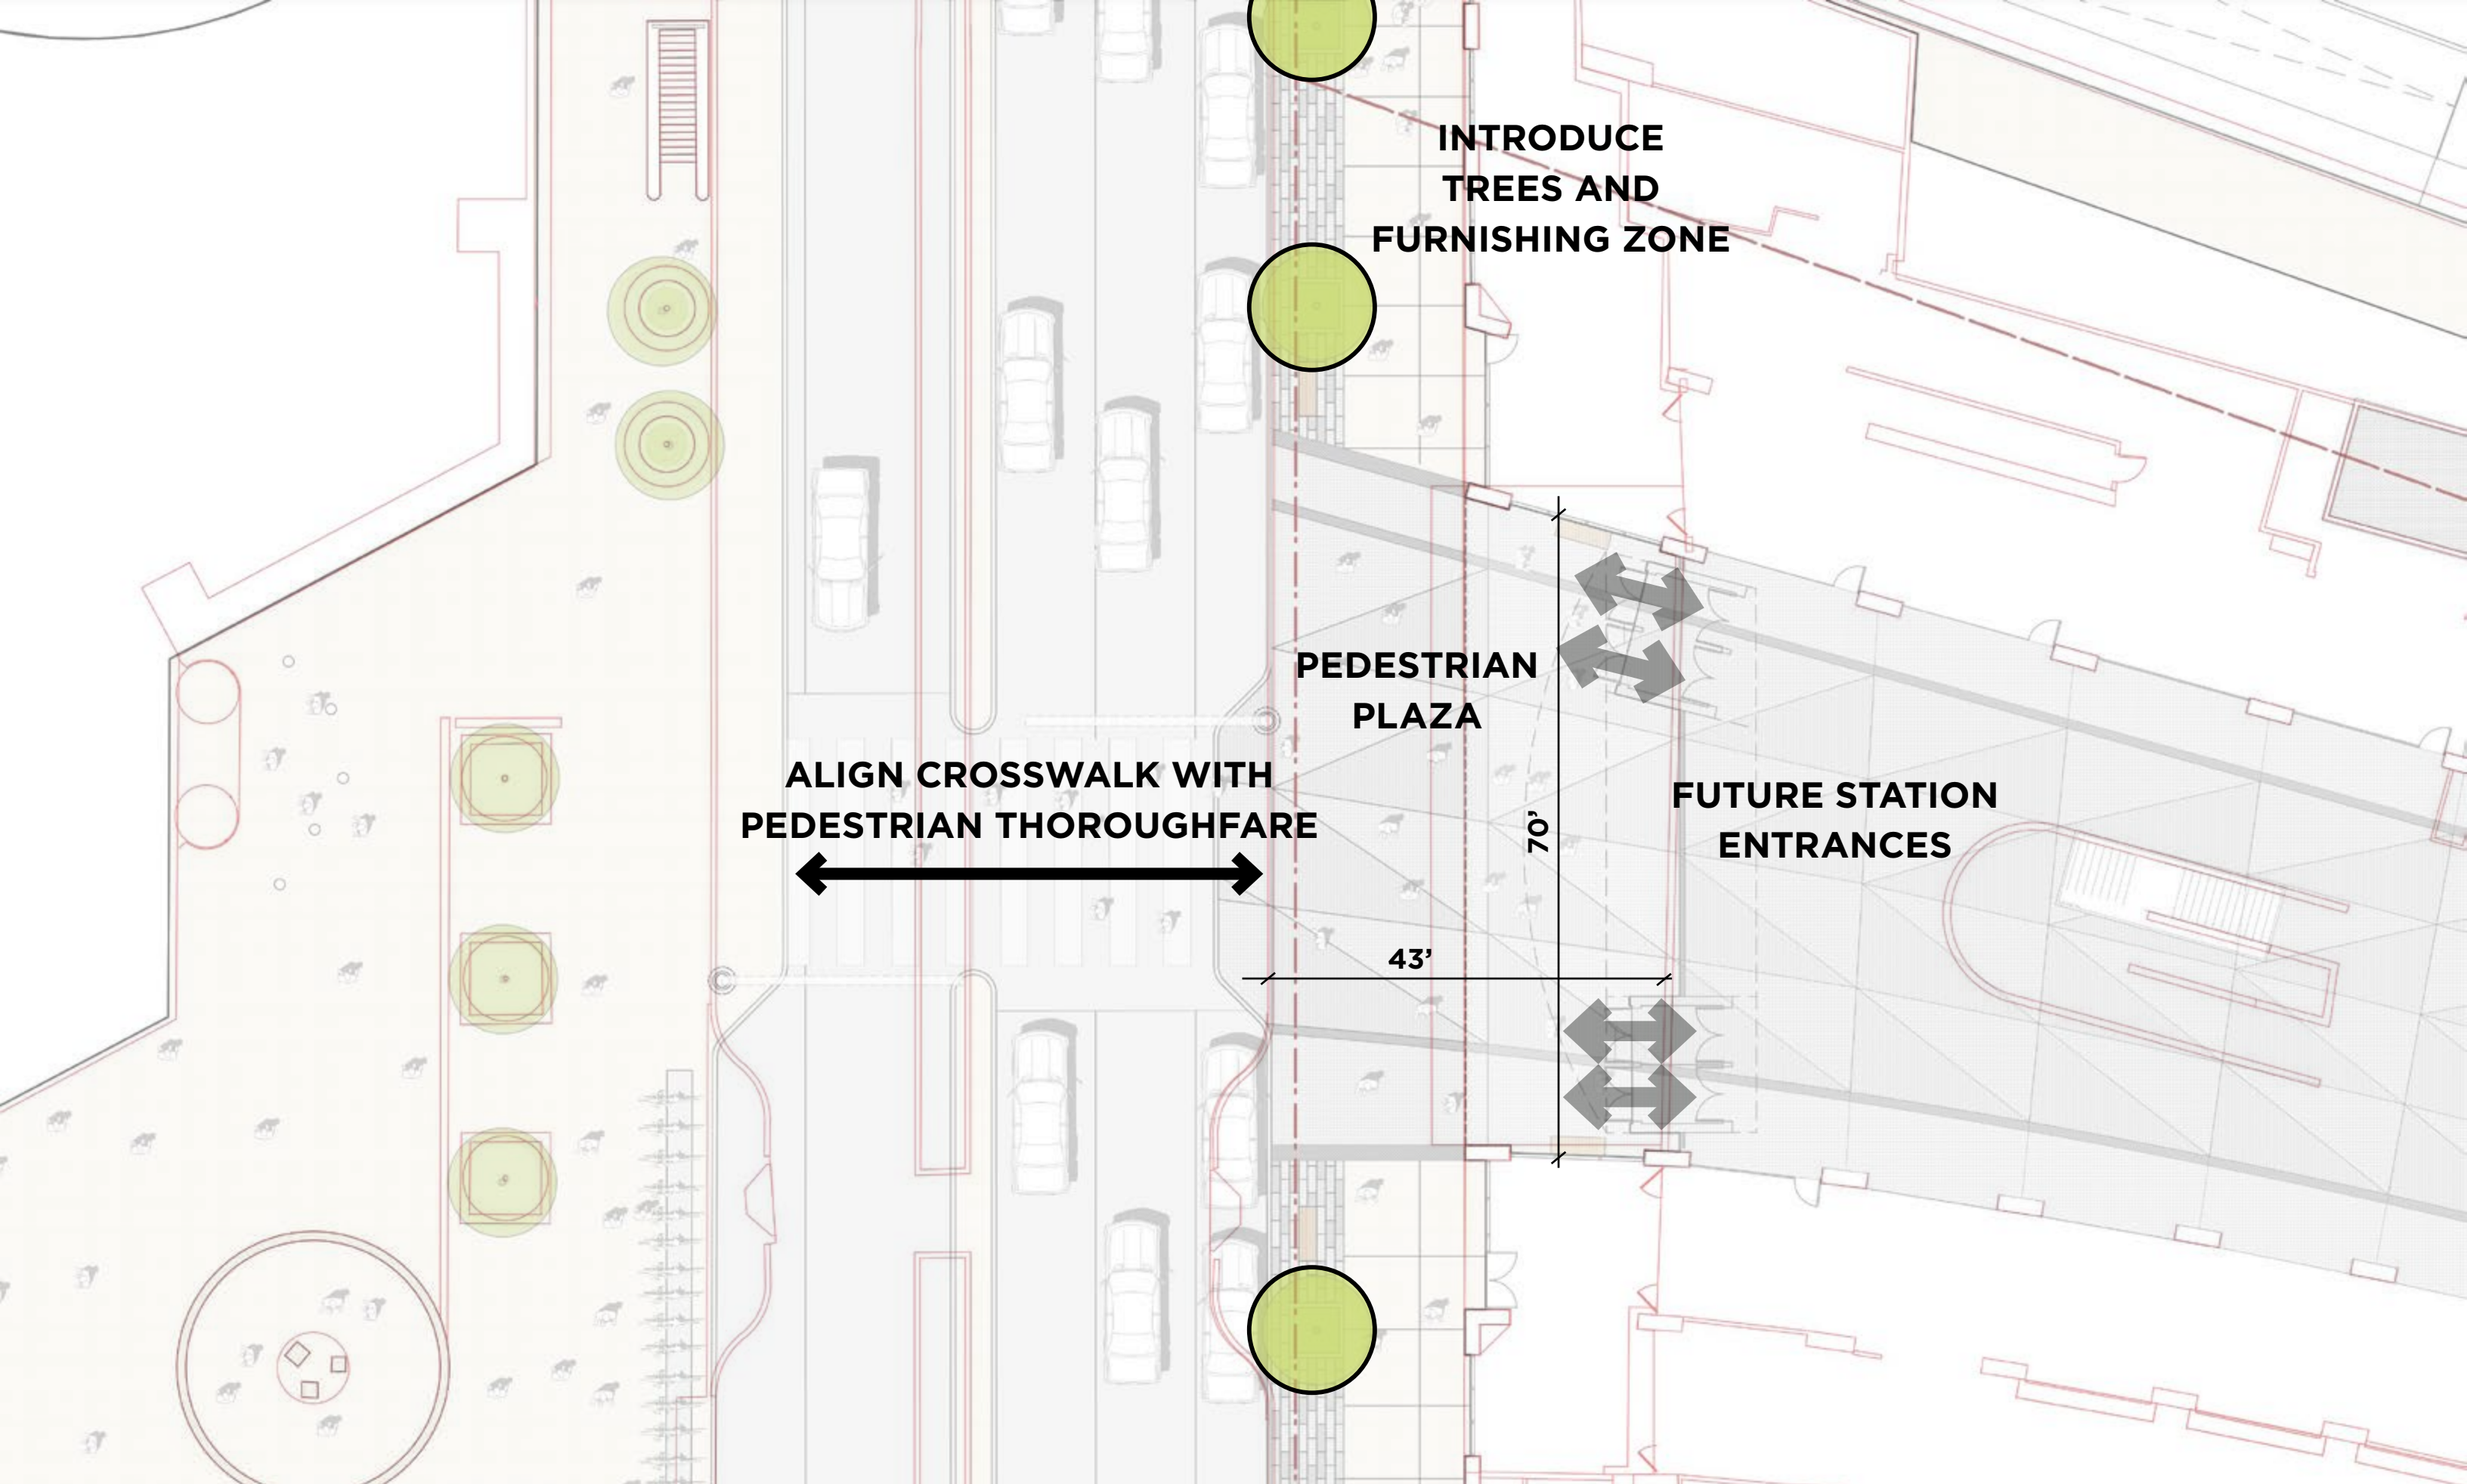 INTRODUCE
TREES AND
FURNISHING ZONE
PEDESTRIAN
PLAZA
ALIGN CROSSWALK WITH
PEDESTRIAN THOROUGHFARE
FUTURE STATION
ENTRANCES
70’
43’